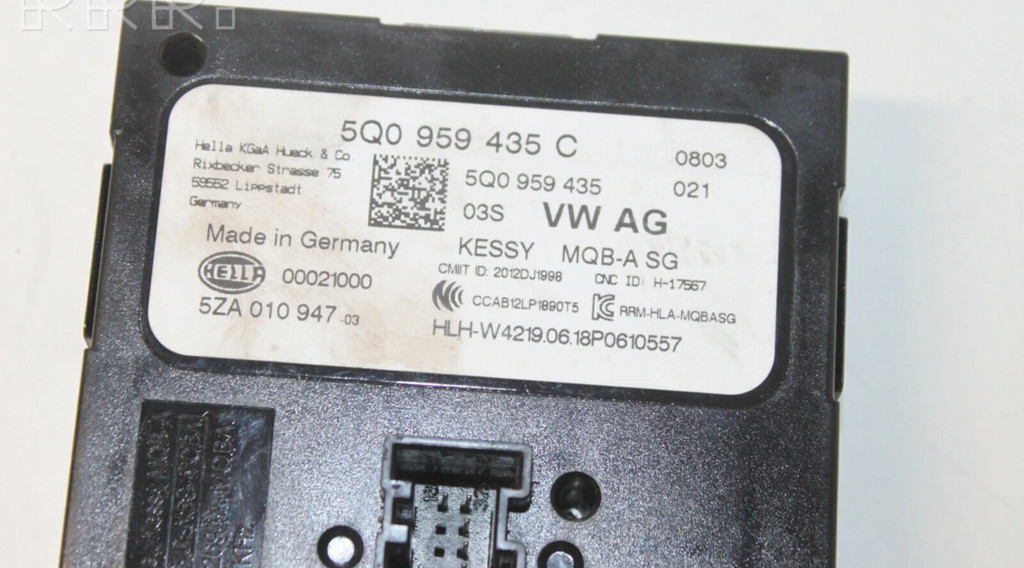 RRR.
5Q0 959 435 C
0803
021
Hella KGaA Hueck & Co.
Rixbecker Strasse 75
59552 Lippstadt
Germany
5Q0 959 435
03S VW AG
Made in Germany
KESSY MQB-A SG
HELLA 00021000
CMIIT ID: 2012DJ1998 CNC ID: H-17567
CCAB12LP1890T5 RRM-HLA-MQBASG
5ZA 010 947 -03
HLH-W4219.06.18P0610557